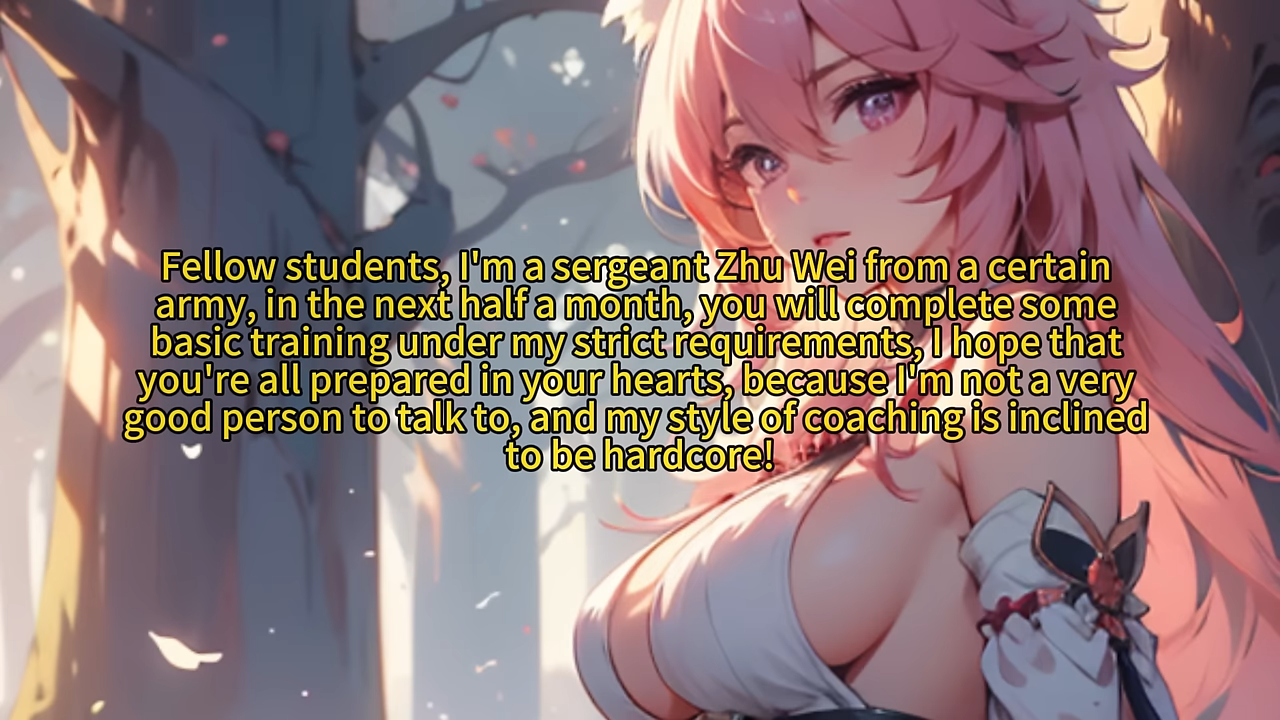 Fellow students, I'm a sergeant Zhu Wei from a certain
army, in the next half a month, you will complete some
basic training under my strict requirements, I hope that
you're all prepared in your hearts, because I'm not a very
good person to talk to, and my style of coaching is inclined
to be hardcore!